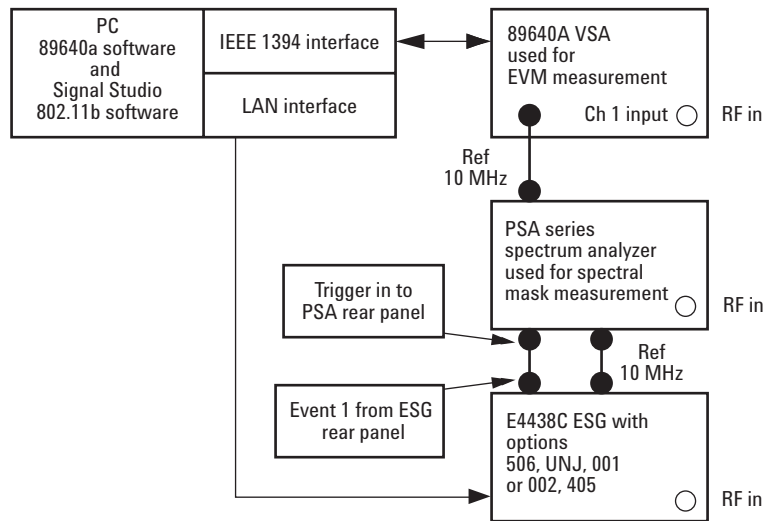 PC
89640a software
and
Signal Studio
802.11b software
IEEE 1394 interface
LAN interface
89640A VSA
used for
EVM measurement
Ch 1 input
RF in
Ref
10 MHz
PSA series
spectrum analyzer
used for spectral
mask measurement
RF in
Trigger in to
PSA rear panel
Ref
10 MHz
Event 1 from ESG
rear panel
E4438C ESG with
options
506, UNJ, 001
or 002, 405
RF in